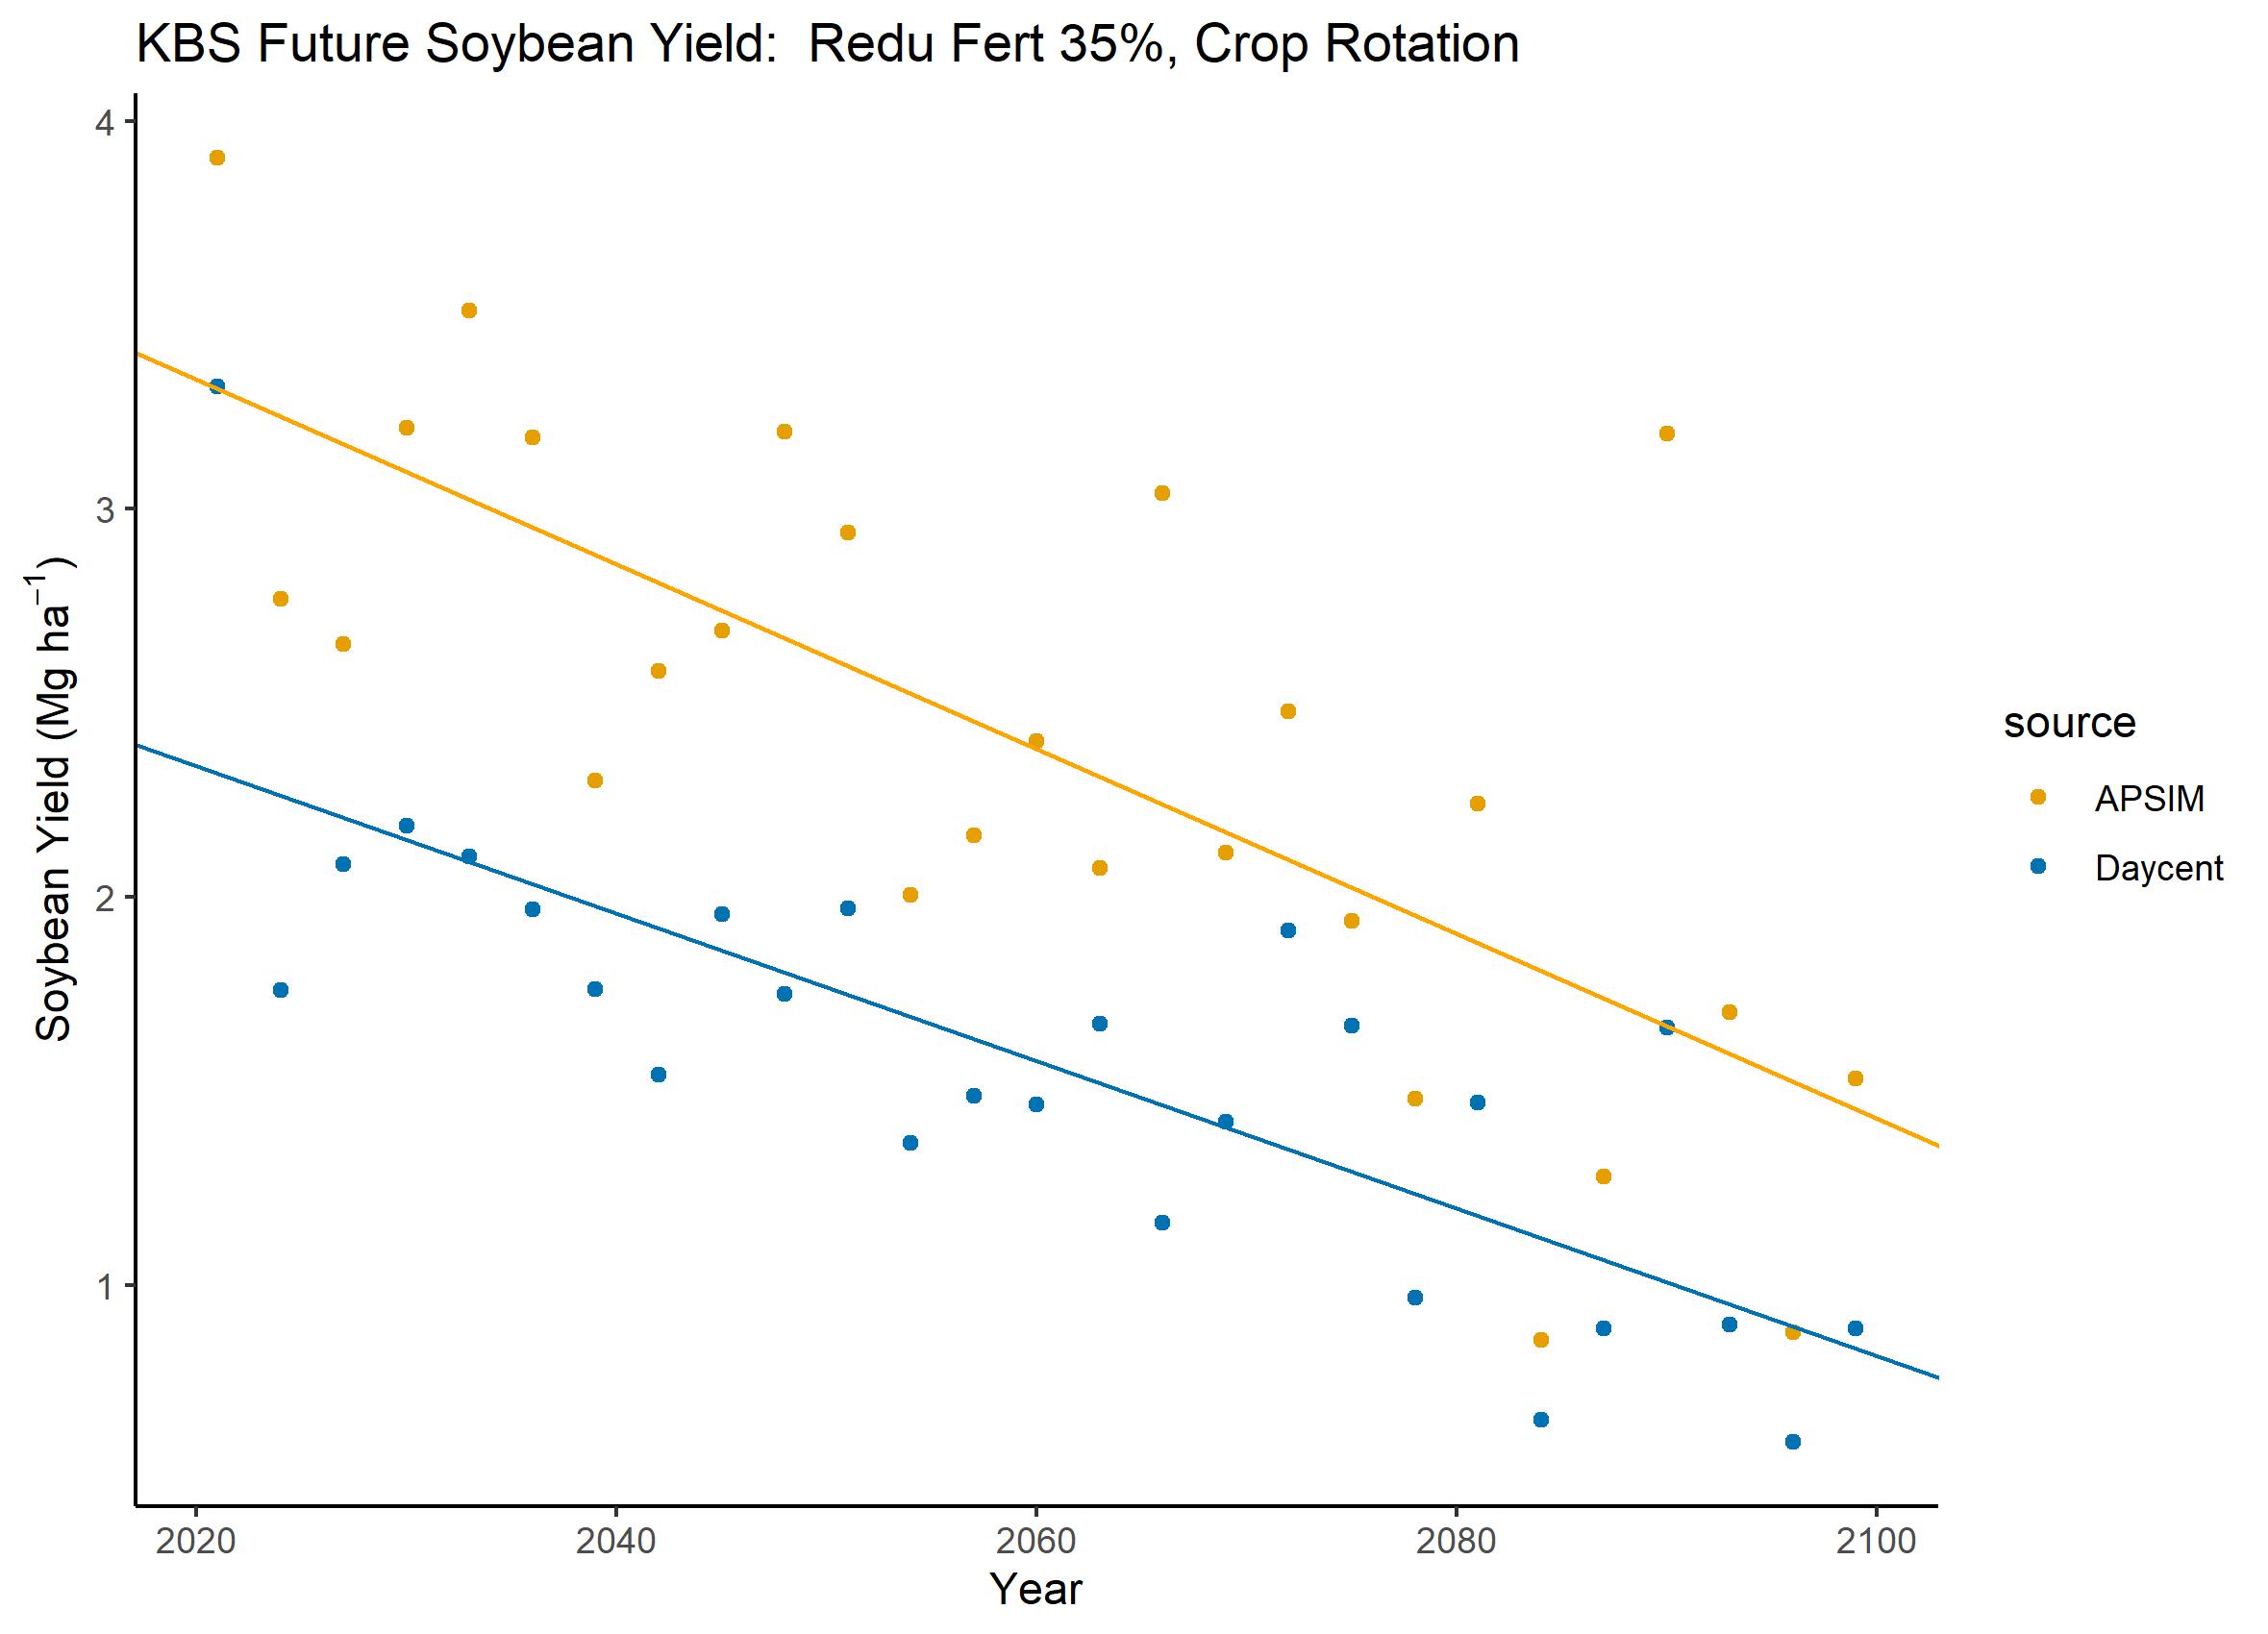 KBS Future Soybean Yield:  Redu Fert 35%, Crop Rotation
4
3
2
1
Soybean Yield (Mg ha⁻¹)
2020 2040 2060 2080 2100
Year
source
APSIM
Daycent